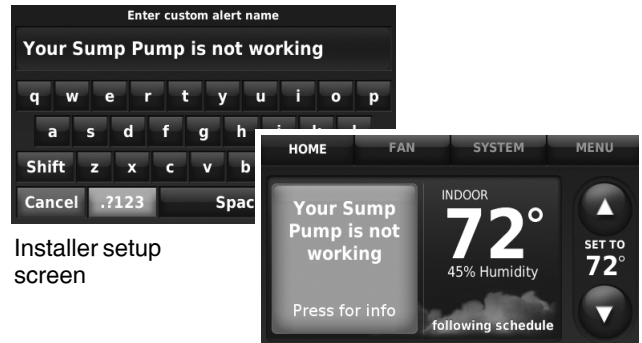 Enter custom alert name
Your Sump Pump is not working
q w e r t y u i o p
a s d f g h
Shift z x c v b
Cancel .?123 Spac
Installer setup
screen
HOME FAN SYSTEM MENU
Your Sump
Pump is not
working
Press for info
INDOOR
72°
45% Humidity
following schedule
SET TO
72°